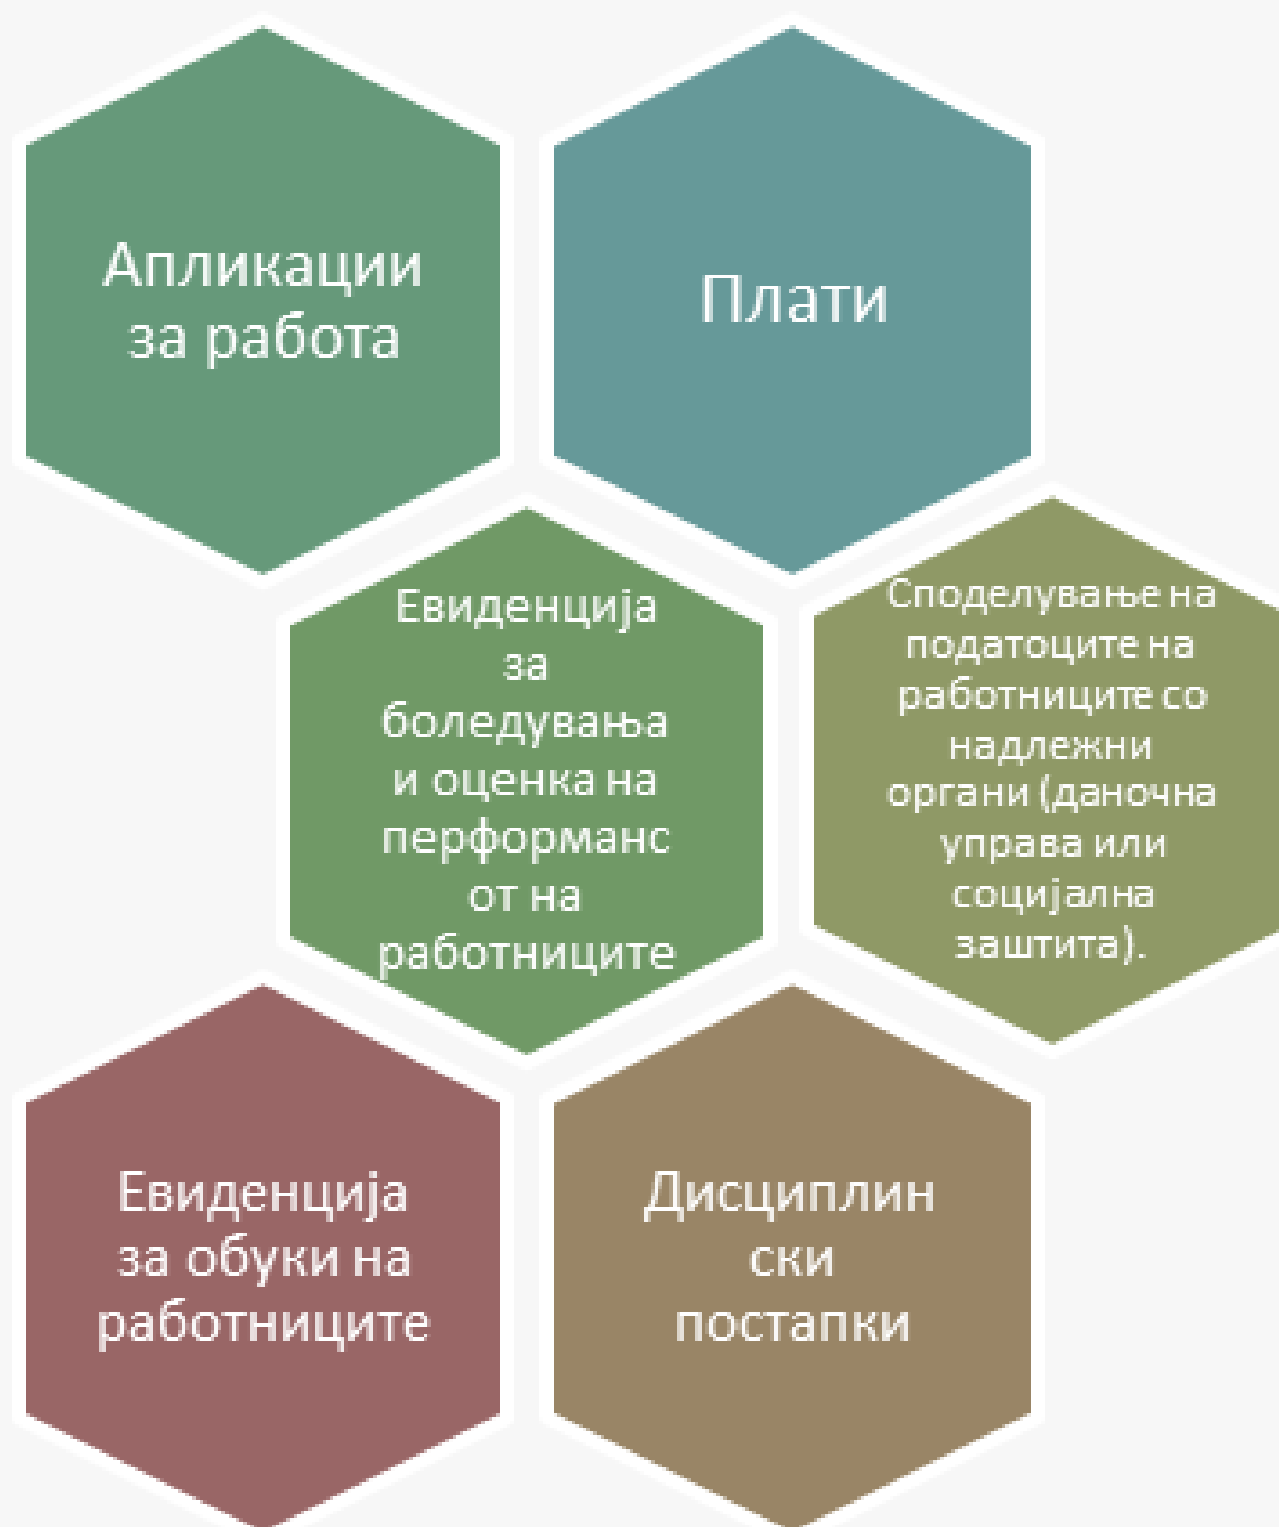 Апликации
за работа
Плати
Евиденција
за
боледувања
и оценка на
перформанс
от на
работниците
Споделување на
податоците на
работниците со
надлежни
органи (даночна
управа или
социјална
заштита).
Евиденција
за обуки на
работниците
Дисциплин
ски
постапки